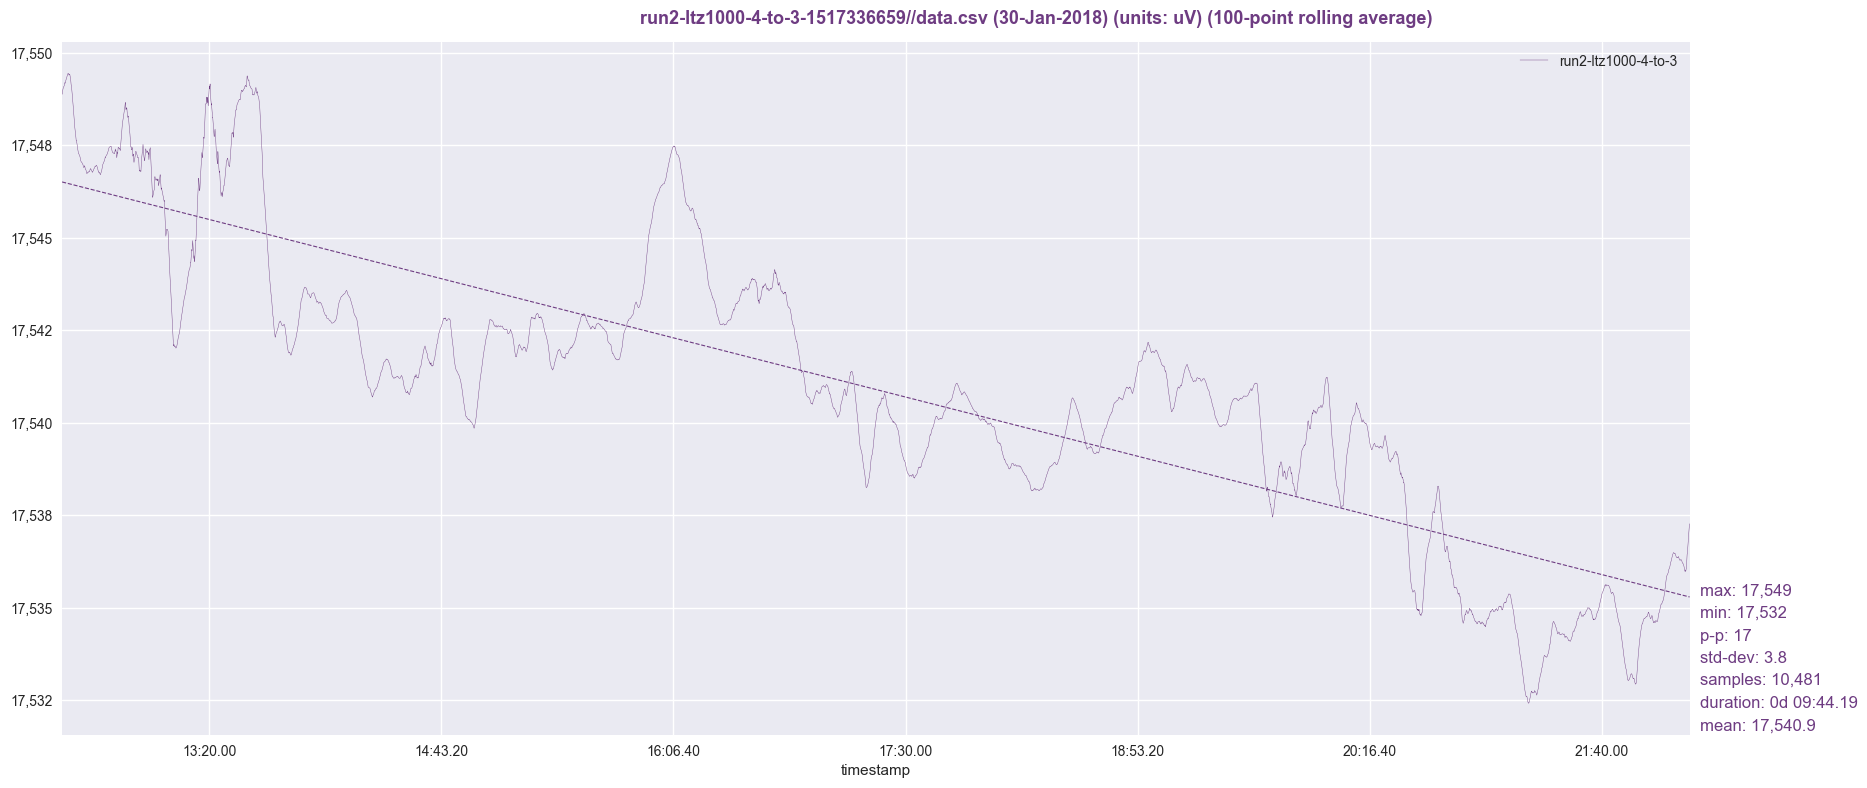 run2-ltz1000-4-to-3-1517336659//data.csv (30-Jan-2018) (units: uV) (100-point rolling average)
run2-ltz1000-4-to-3
17,550
17,548
17,545
17,542
17,540
17,538
17,535
17,532
max: 17,549
min: 17,532
p-p: 17
std-dev: 3.8
samples: 10,481
duration: 0d 09:44.19
mean: 17,540.9
13:20.00 14:43.20 16:06.40 17:30.00 18:53.20 20:16.40 21:40.00
timestamp